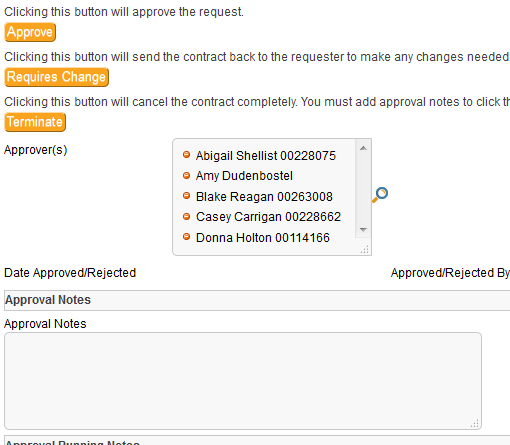 Clicking this button will approve the request.
Approve
Clicking this button will send the contract back to the requester to make any changes needed
Requires Change
Clicking this button will cancel the contract completely. You must add approval notes to click th
Terminate
Approver(s)
Abigail Shellist 00228075
Amy Dudenbostel
Blake Reagan 00263008
Casey Carrigan 00228662
Donna Holton 00114166
Date Approved/Rejected Approved/Rejected By
Approval Notes
Approval Notes
Approval Running Notes